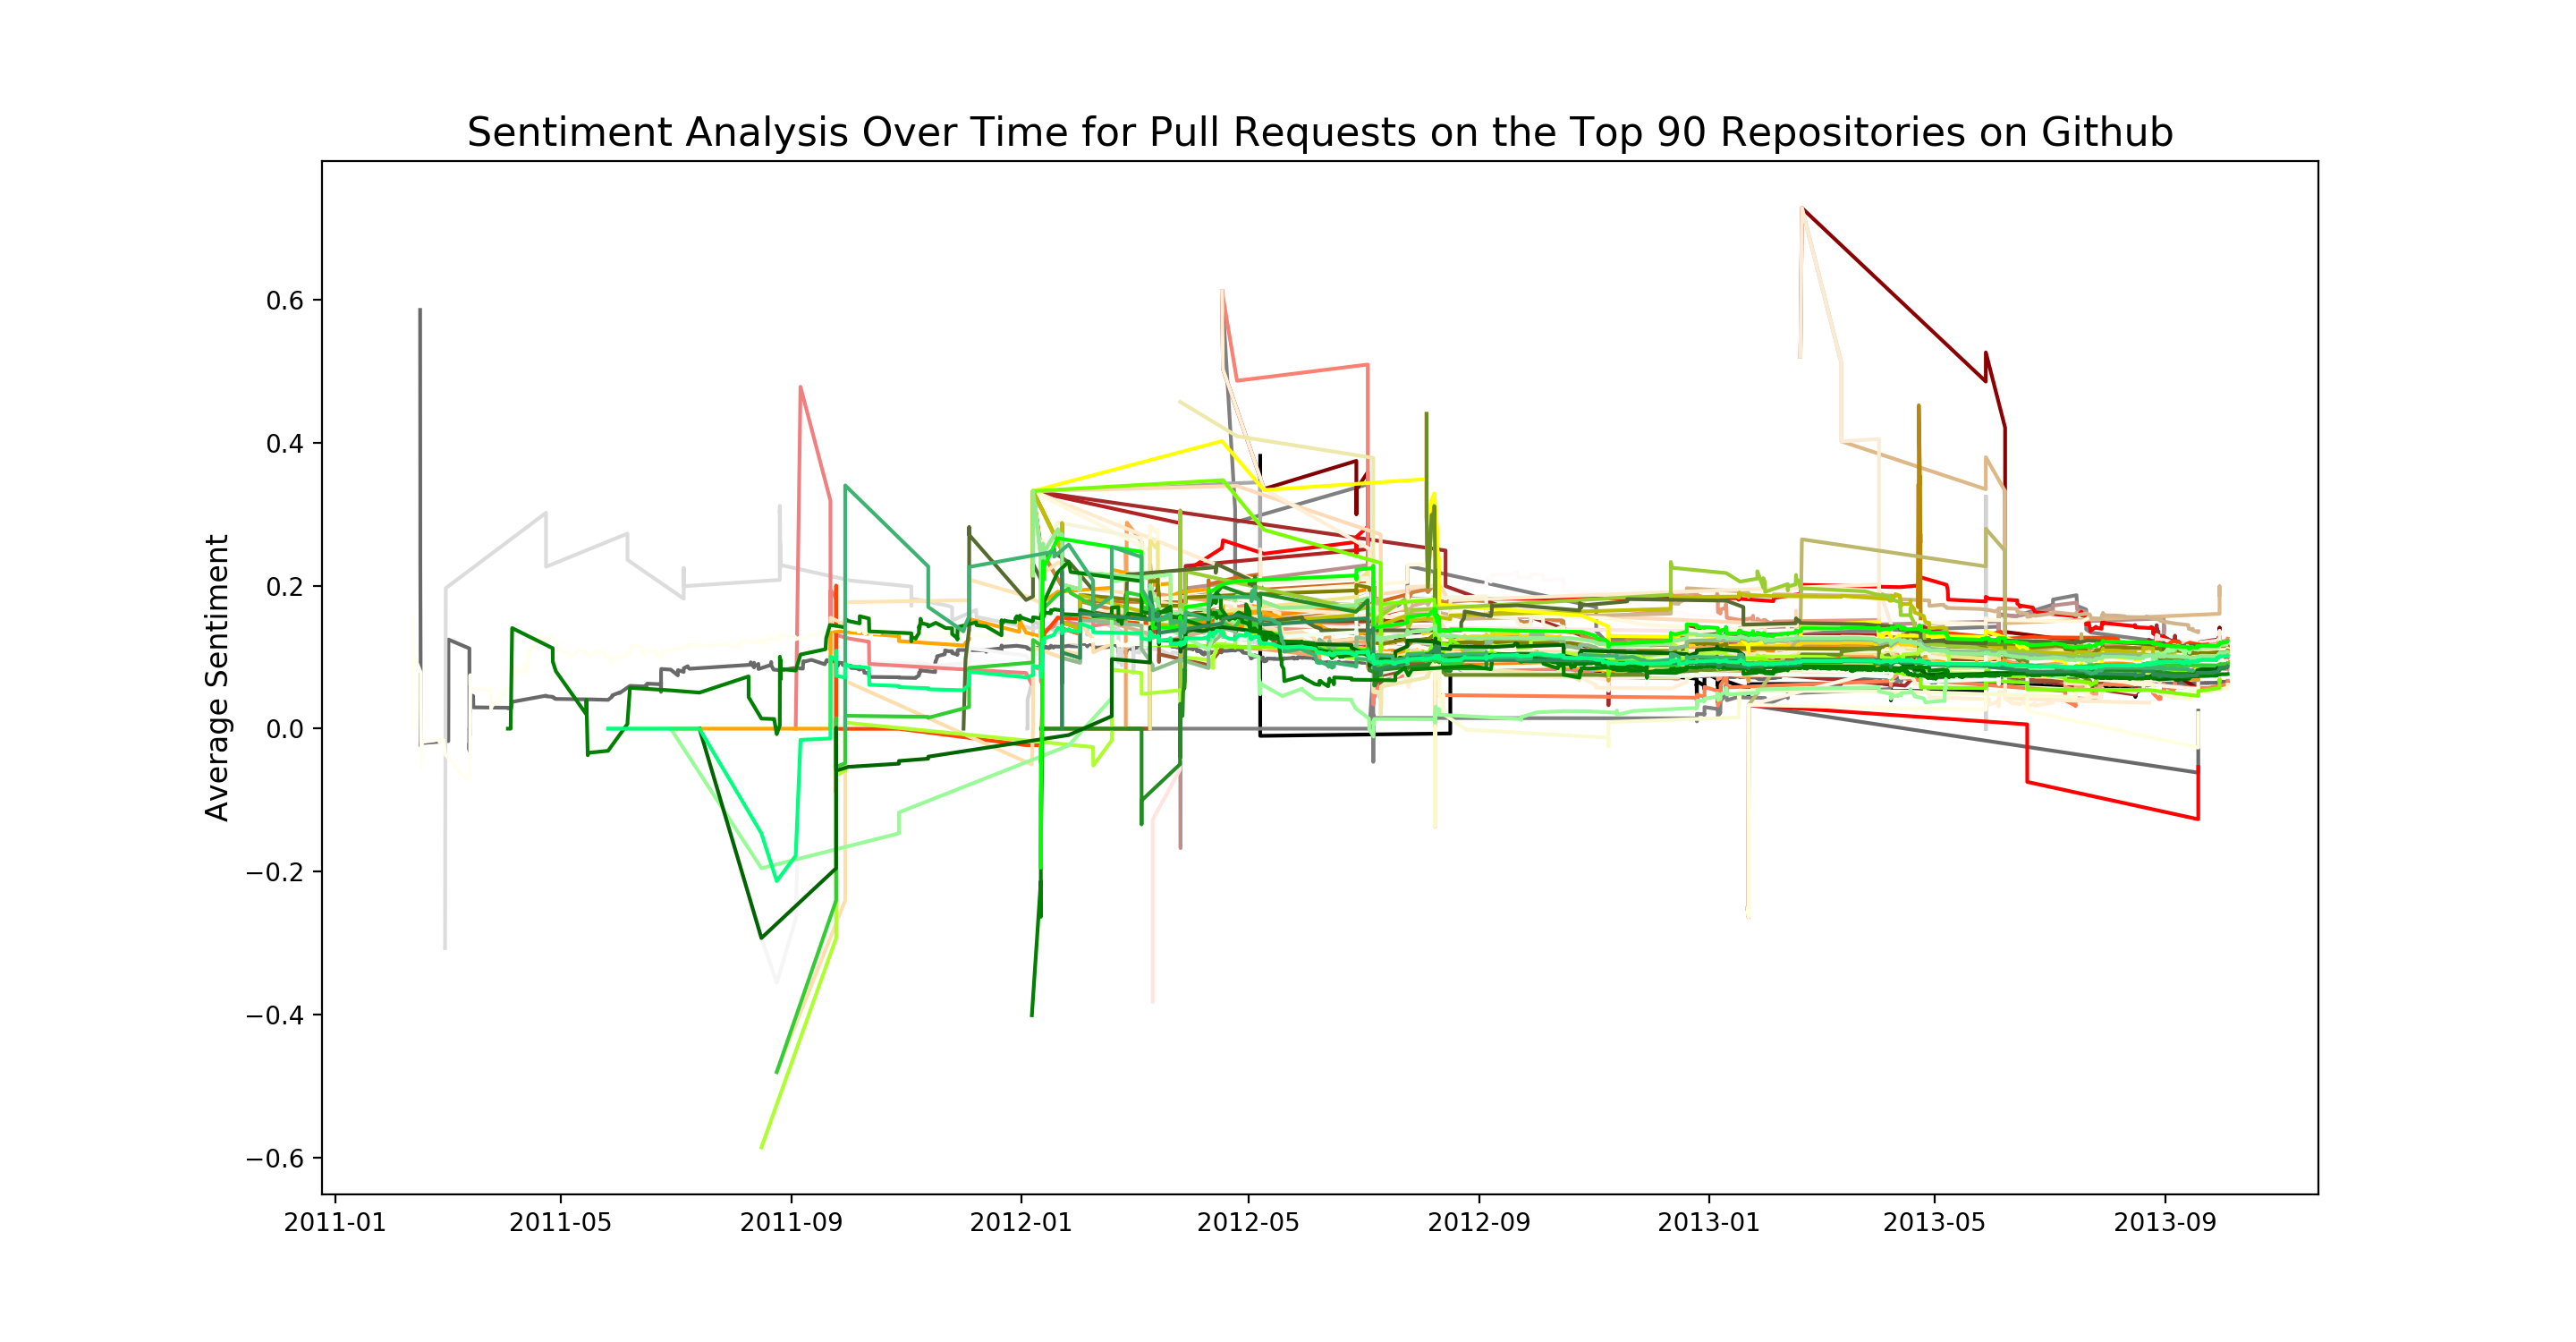 Sentiment Analysis Over Time for Pull Requests on the Top 90 Repositories on Github
Average Sentiment
0.6
0.4
0.2
0.0
−0.2
−0.4
−0.6
2011-01 2011-05 2011-09 2012-01 2012-05 2012-09 2013-01 2013-05 2013-09